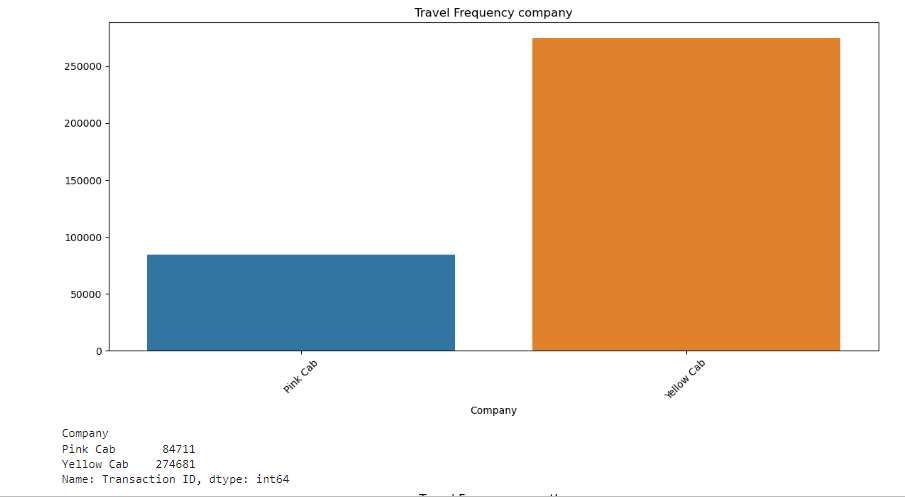 Travel Frequency company
250000
200000
150000
100000
50000
0
Pink Cab
Yellow Cab
Company
Company
Pink Cab 84711
Yellow Cab 274681
Name: Transaction ID, dtype: int64